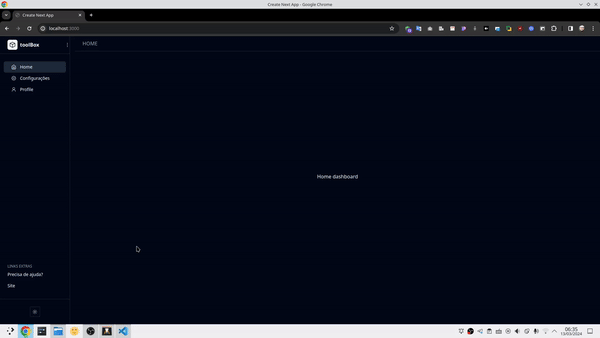 Create Next App - Google Chrome
Create Next App
localhost:3000
toolBox
HOME
Home
Configurações
Profile
Home dashboard
LINKS EXTRAS
Precisa de ajuda?
Site
06:35
15/03/2024